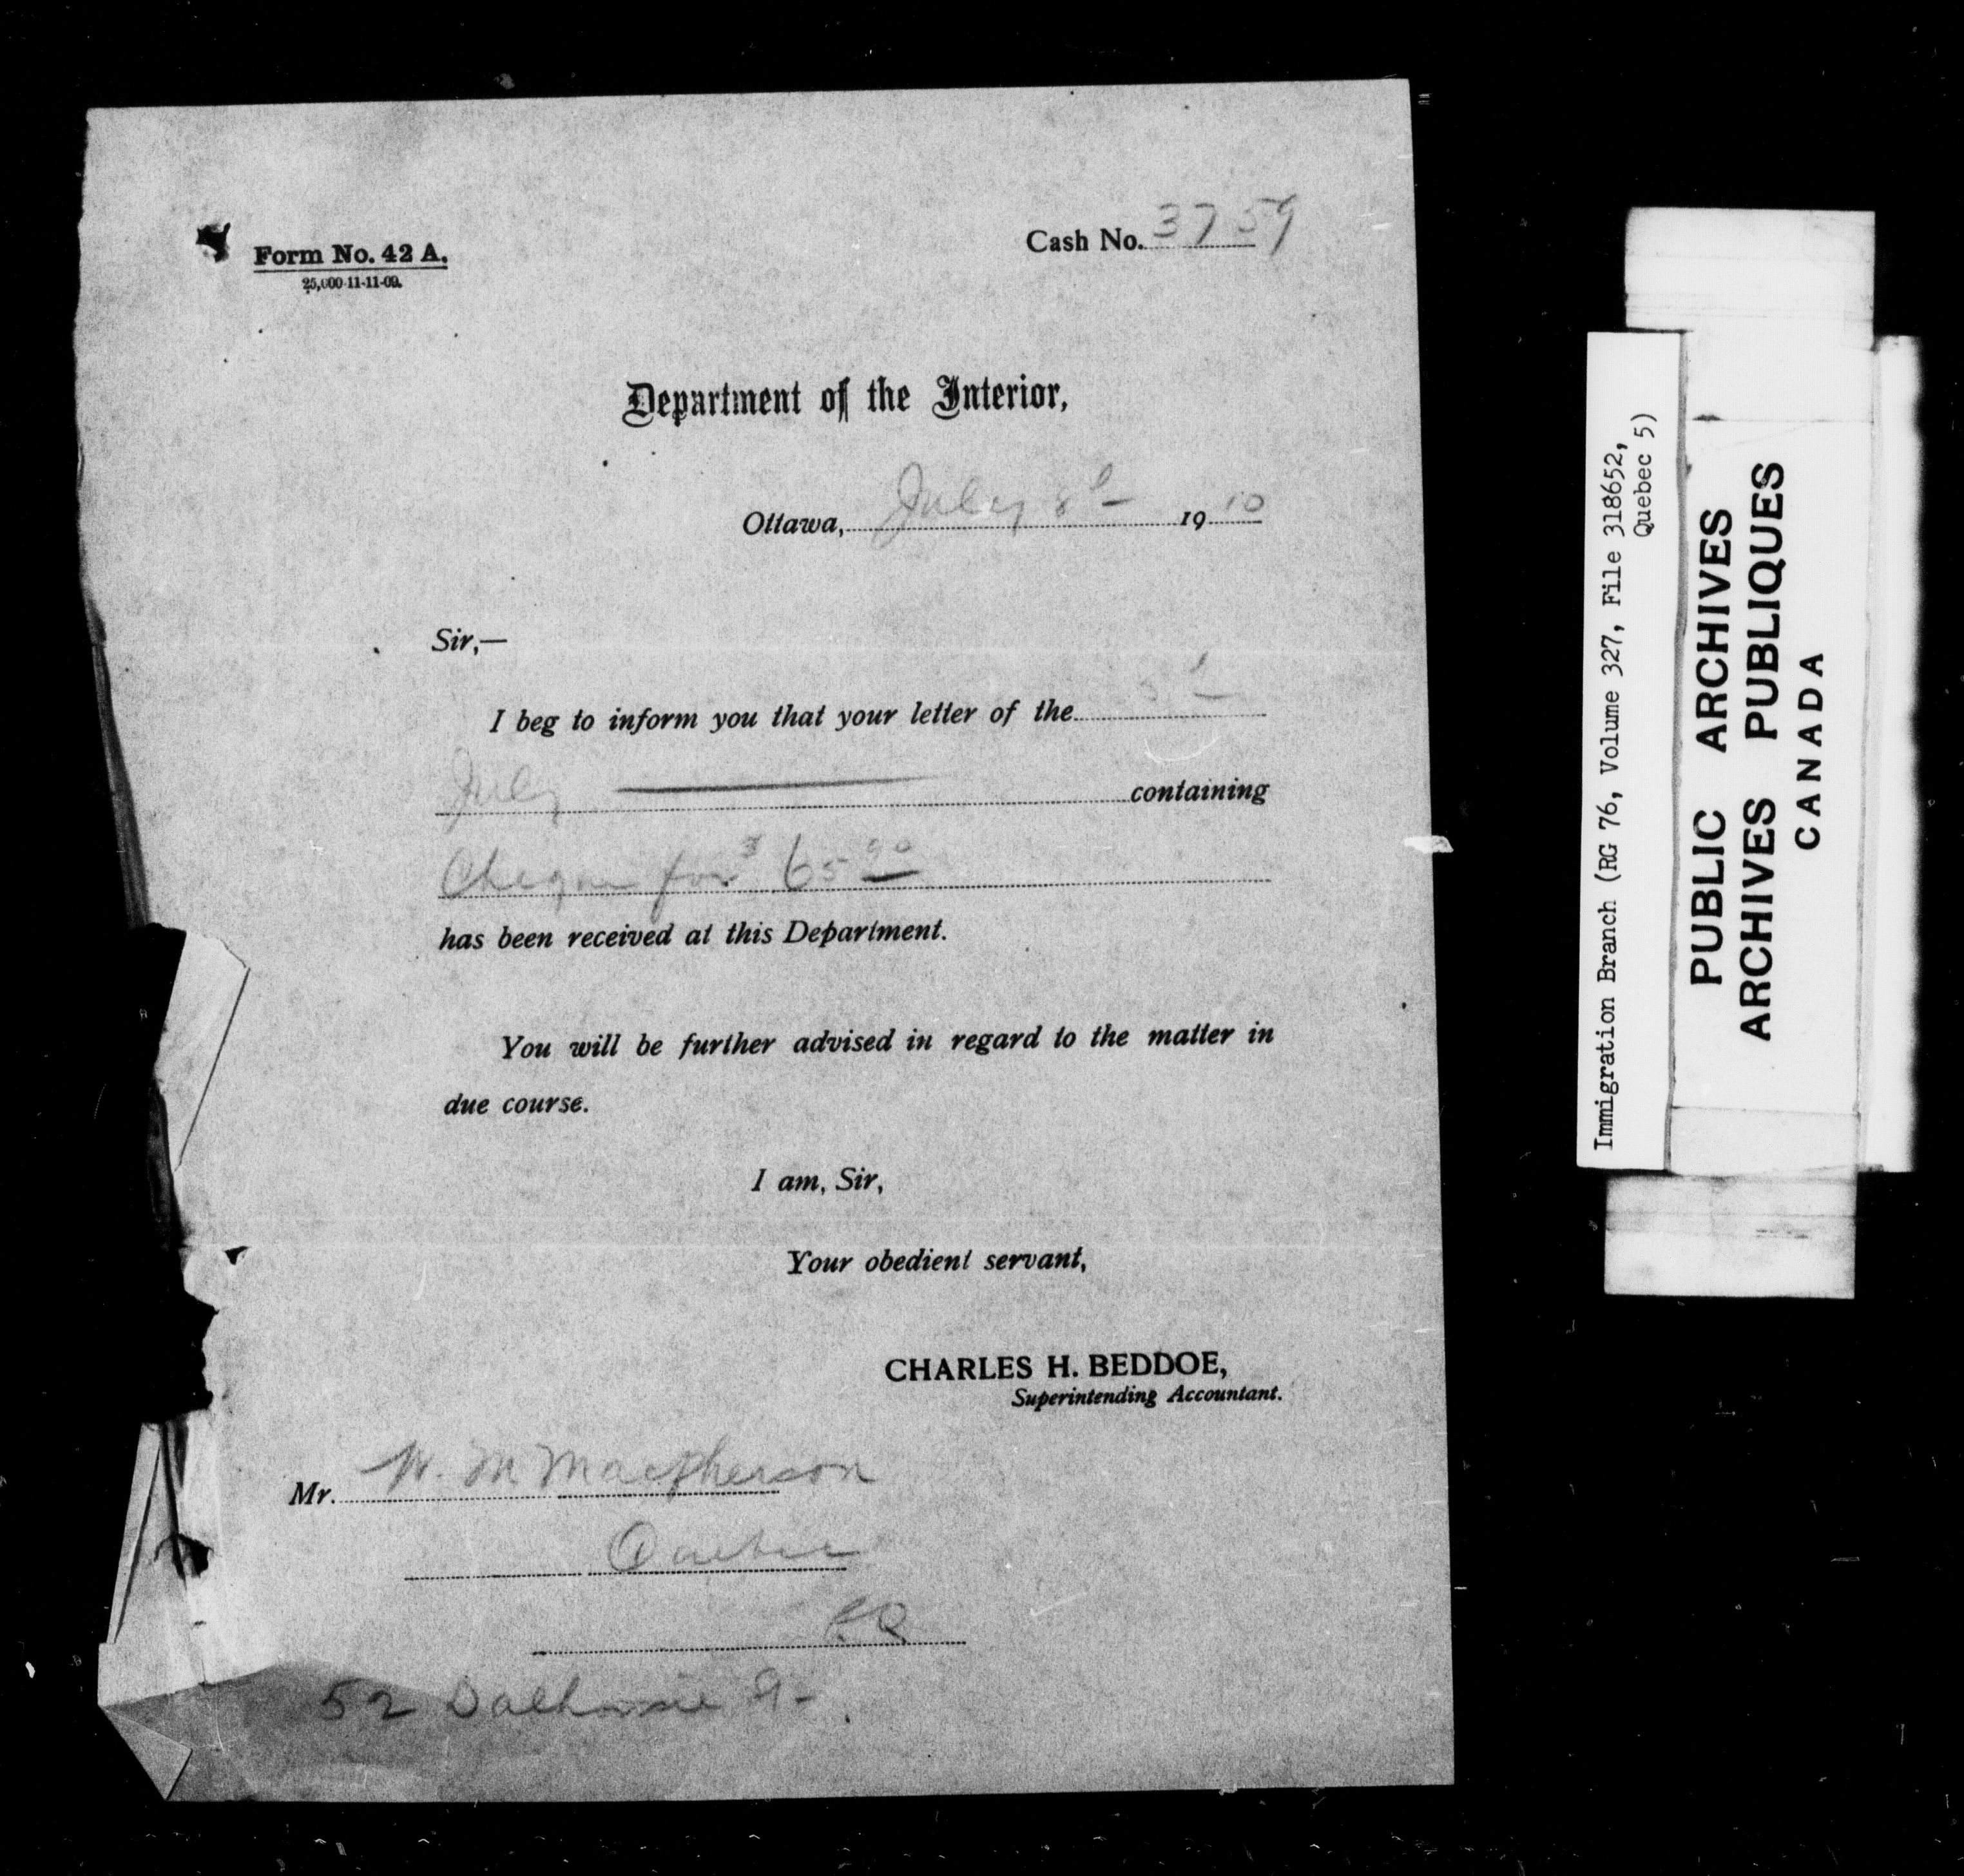 Form No. 42 A.
25,000-11-11-09.
Cash No. 3759
Department of the Interior,
Ottawa, July 8th 1910
Sir,—
I beg to inform you that your letter of the
July containing
Cheque for $65.00
has been received at this Department.
You will be further advised in regard to the matter in
due course.
I am, Sir,
Your obedient servant,
CHARLES H. BEDDOE,
Superintending Accountant.
Mr. W. M Macpherson
Quebec
P.Q
52 Dalhousie St.
Immigration Branch (RG 76, Volume 327, File 318652,
Quebec 5)
PUBLIC ARCHIVES
ARCHIVES PUBLIQUES
CANADA